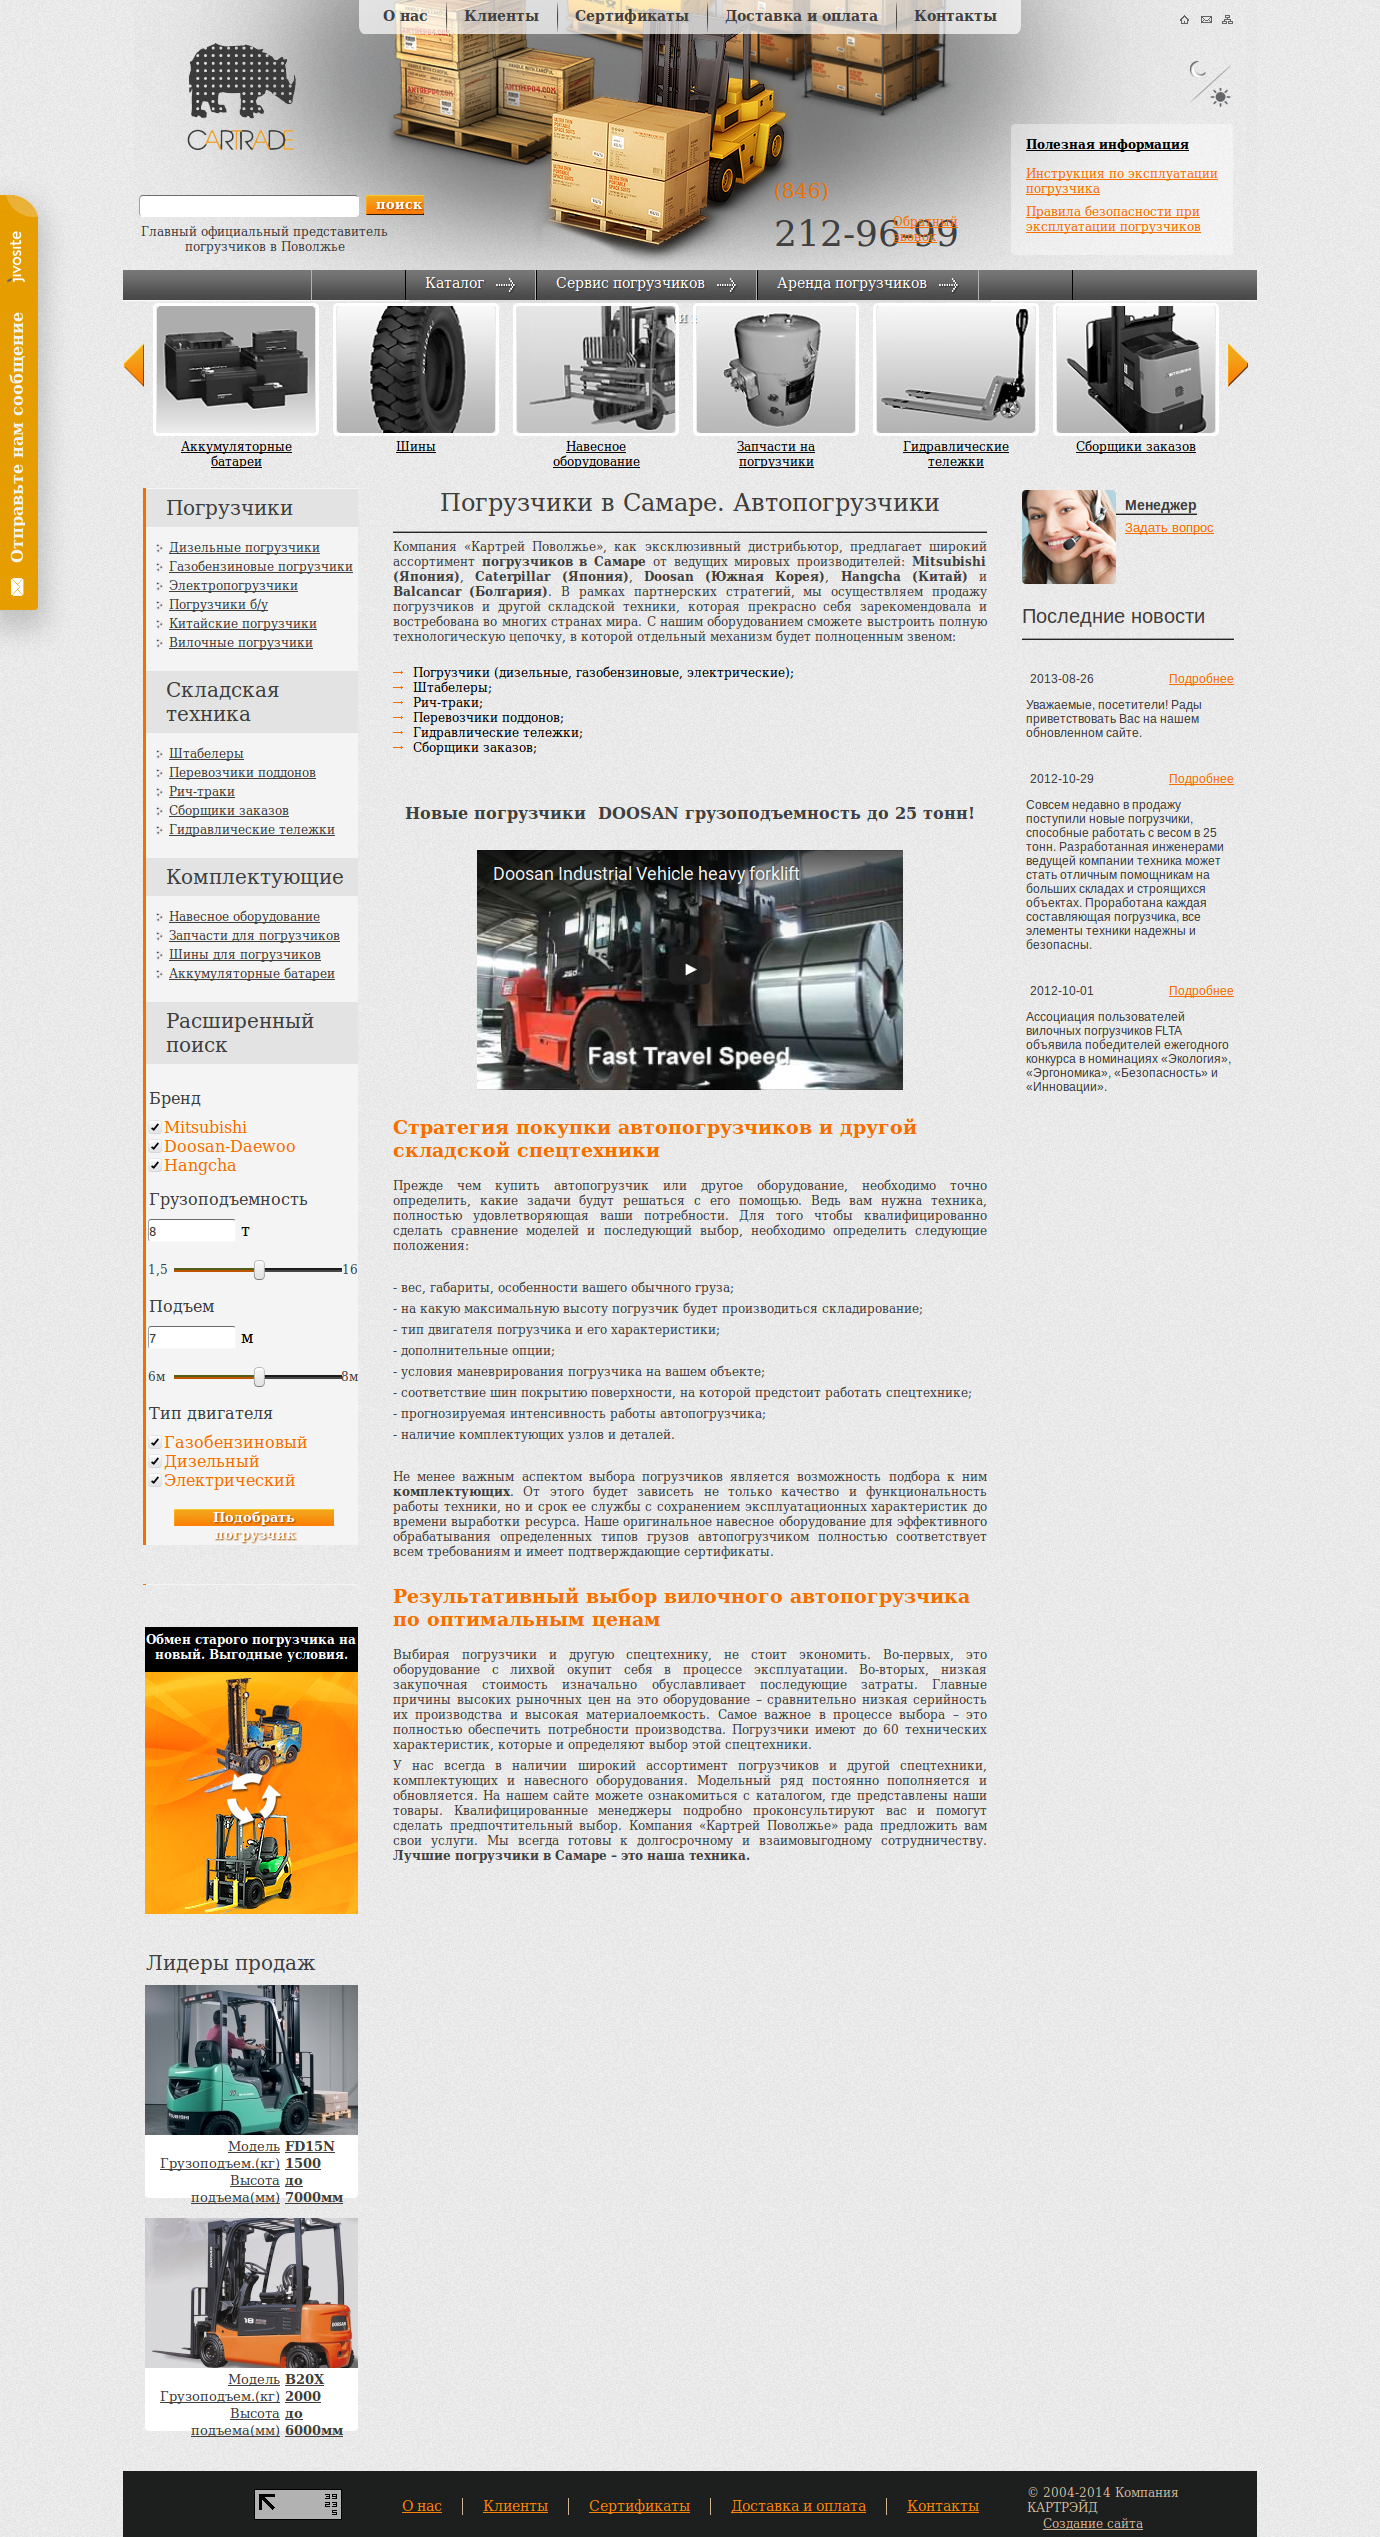 О нас
Клиенты
Сертификаты
Доставка и оплата
Контакты
CARTRADE
поиск
Главный официальный представитель
погрузчиков в Поволжье
(846)
212-96-99
Обратный
звонок
Полезная информация
Инструкция по эксплуатации
погрузчика
Правила безопасности при
эксплуатации погрузчиков
jivosite
Отправьте нам сообщение
Каталог
Сервис погрузчиков
Аренда погрузчиков
Аккумуляторные
батареи
Шины
Навесное
оборудование
Запчасти на
погрузчики
Гидравлические
тележки
Сборщики заказов
Погрузчики
Дизельные погрузчики
Газобензиновые погрузчики
Электропогрузчики
Погрузчики б/у
Китайские погрузчики
Вилочные погрузчики
Складская
техника
Штабелеры
Перевозчики поддонов
Рич-траки
Сборщики заказов
Гидравлические тележки
Комплектующие
Навесное оборудование
Запчасти для погрузчиков
Шины для погрузчиков
Аккумуляторные батареи
Расширенный
поиск
Бренд
Mitsubishi
Doosan-Daewoo
Hangcha
Грузоподъемность
8 т
1,5 16
Подъем
7 м
6м 8м
Тип двигателя
Газобензиновый
Дизельный
Электрический
Подобрать
погрузчик
Обмен старого погрузчика на
новый. Выгодные условия.
Лидеры продаж
Модель FD15N
Грузоподъем.(кг) 1500
Высота до
подъема(мм) 7000мм
Модель B20X
Грузоподъем.(кг) 2000
Высота до
подъема(мм) 6000мм
Погрузчики в Самаре. Автопогрузчики
Компания «Картрей Поволжье», как эксклюзивный дистрибьютор, предлагает широкий
ассортимент погрузчиков в Самаре от ведущих мировых производителей: Mitsubishi
(Япония), Caterpillar (Япония), Doosan (Южная Корея), Hangcha (Китай) и
Balcancar (Болгария). В рамках партнерских стратегий, мы осуществляем продажу
погрузчиков и другой складской техники, которая прекрасно себя зарекомендовала и
востребована во многих странах мира. С нашим оборудованием сможете выстроить полную
технологическую цепочку, в которой отдельный механизм будет полноценным звеном:
Погрузчики (дизельные, газобензиновые, электрические);
Штабелеры;
Рич-траки;
Перевозчики поддонов;
Гидравлические тележки;
Сборщики заказов;
Новые погрузчики DOOSAN грузоподъемность до 25 тонн!
Doosan Industrial Vehicle heavy forklift
Fast Travel Speed
Стратегия покупки автопогрузчиков и другой
складской спецтехники
Прежде чем купить автопогрузчик или другое оборудование, необходимо точно
определить, какие задачи будут решаться с его помощью. Ведь вам нужна техника,
полностью удовлетворяющая ваши потребности. Для того чтобы квалифицированно
сделать сравнение моделей и последующий выбор, необходимо определить следующие
положения:
- вес, габариты, особенности вашего обычного груза;
- на какую максимальную высоту погрузчик будет производиться складирование;
- тип двигателя погрузчика и его характеристики;
- дополнительные опции;
- условия маневрирования погрузчика на вашем объекте;
- соответствие шин покрытию поверхности, на которой предстоит работать спецтехнике;
- прогнозируемая интенсивность работы автопогрузчика;
- наличие комплектующих узлов и деталей.
Не менее важным аспектом выбора погрузчиков является возможность подбора к ним
комплектующих. От этого будет зависеть не только качество и функциональность
работы техники, но и срок ее службы с сохранением эксплуатационных характеристик до
времени выработки ресурса. Наше оригинальное навесное оборудование для эффективного
обрабатывания определенных типов грузов автопогрузчиком полностью соответствует
всем требованиям и имеет подтверждающие сертификаты.
Результативный выбор вилочного автопогрузчика
по оптимальным ценам
Выбирая погрузчики и другую спецтехнику, не стоит экономить. Во-первых, это
оборудование с лихвой окупит себя в процессе эксплуатации. Во-вторых, низкая
закупочная стоимость изначально обуславливает последующие затраты. Главные
причины высоких рыночных цен на это оборудование – сравнительно низкая серийность
их производства и высокая материалоемкость. Самое важное в процессе выбора – это
полностью обеспечить потребности производства. Погрузчики имеют до 60 технических
характеристик, которые и определяют выбор этой спецтехники.
У нас всегда в наличии широкий ассортимент погрузчиков и другой спецтехники,
комплектующих и навесного оборудования. Модельный ряд постоянно пополняется и
обновляется. На нашем сайте можете ознакомиться с каталогом, где представлены наши
товары. Квалифицированные менеджеры подробно проконсультируют вас и помогут
сделать предпочтительный выбор. Компания «Картрей Поволжье» рада предложить вам
свои услуги. Мы всегда готовы к долгосрочному и взаимовыгодному сотрудничеству.
Лучшие погрузчики в Самаре – это наша техника.
Менеджер
Задать вопрос
Последние новости
2013-08-26 Подробнее
Уважаемые, посетители! Рады
приветствовать Вас на нашем
обновленном сайте.
2012-10-29 Подробнее
Совсем недавно в продажу
поступили новые погрузчики,
способные работать с весом в 25
тонн. Разработанная инженерами
ведущей компании техника может
стать отличным помощникам на
больших складах и строящихся
объектах. Проработана каждая
составляющая погрузчика, все
элементы техники надежны и
безопасны.
2012-10-01 Подробнее
Ассоциация пользователей
вилочных погрузчиков FLTA
объявила победителей ежегодного
конкурса в номинациях «Экология»,
«Эргономика», «Безопасность» и
«Инновации».
О нас
Клиенты
Сертификаты
Доставка и оплата
Контакты
© 2004-2014 Компания
КАРТРЭЙД
Создание сайта